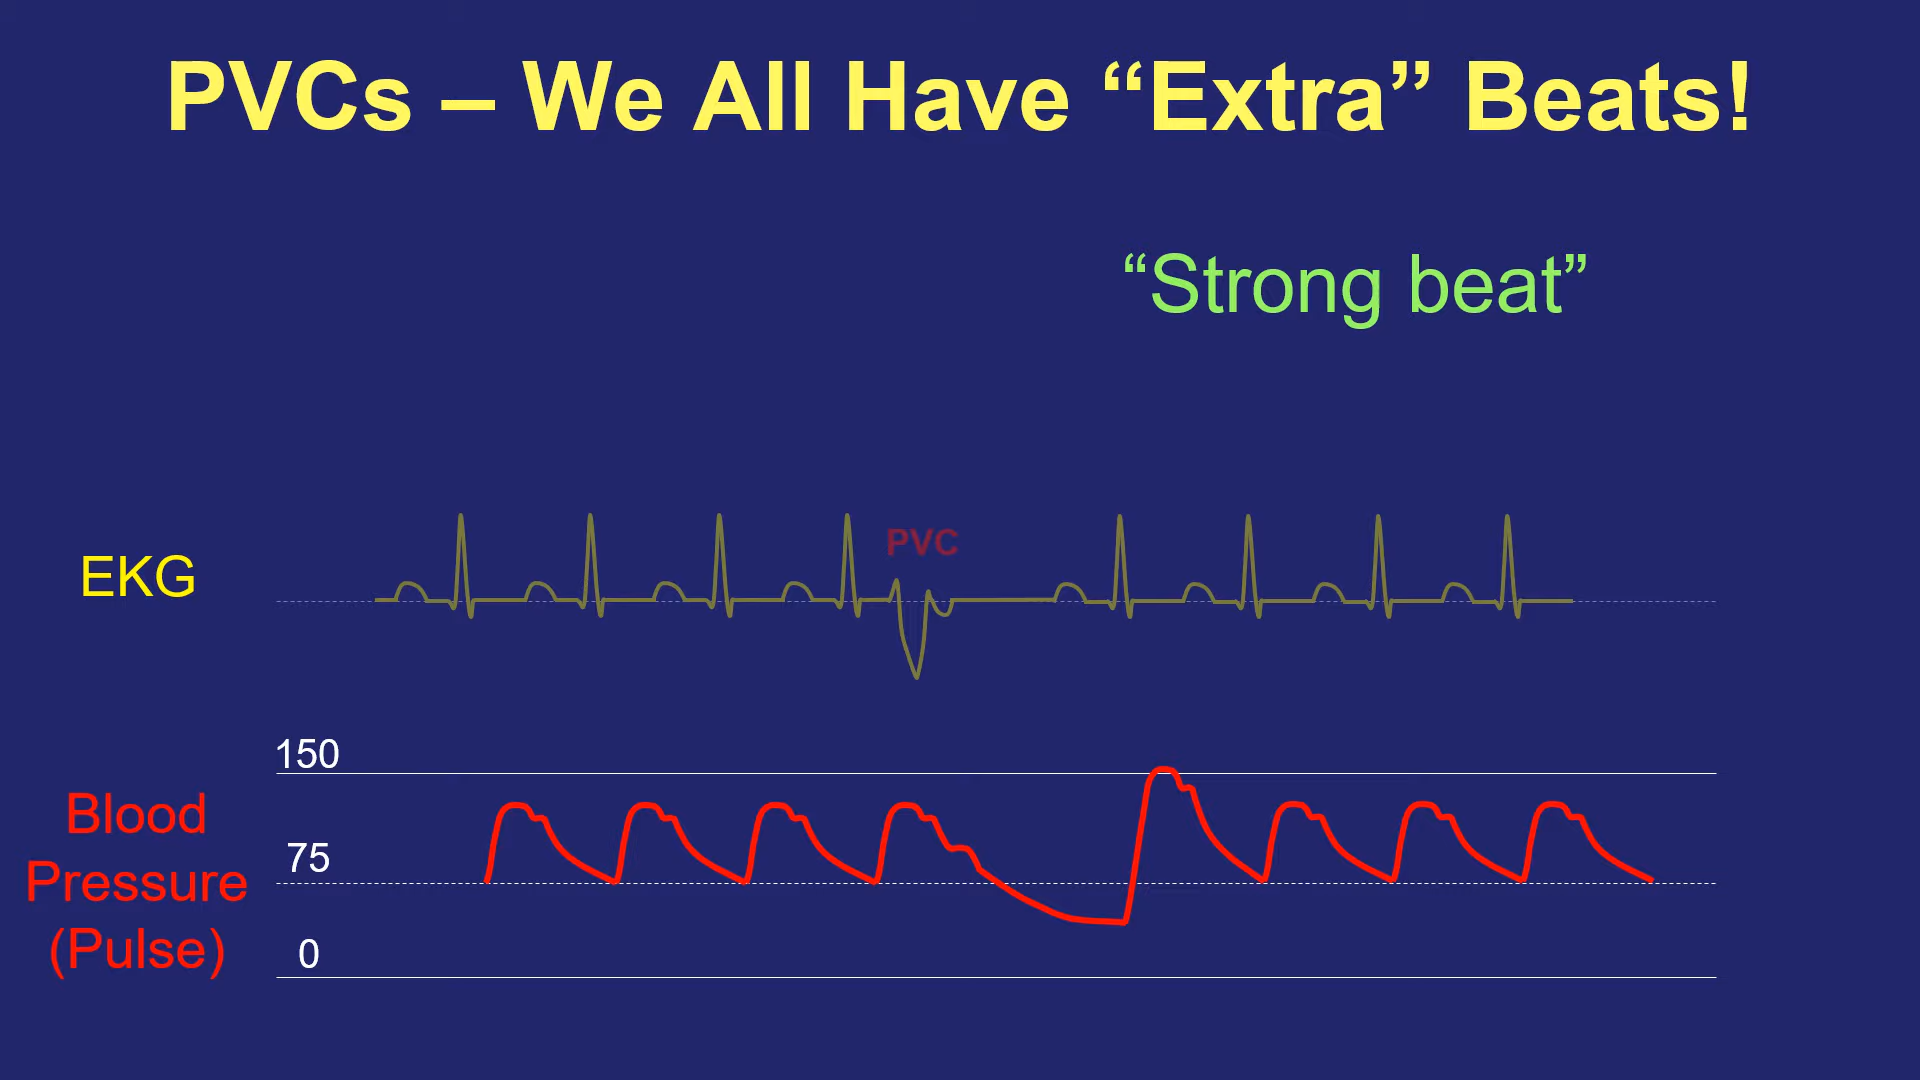 PVCs – We All Have “Extra” Beats!
“Strong beat”
PVC
EKG
150
Blood
Pressure
(Pulse)
75
0